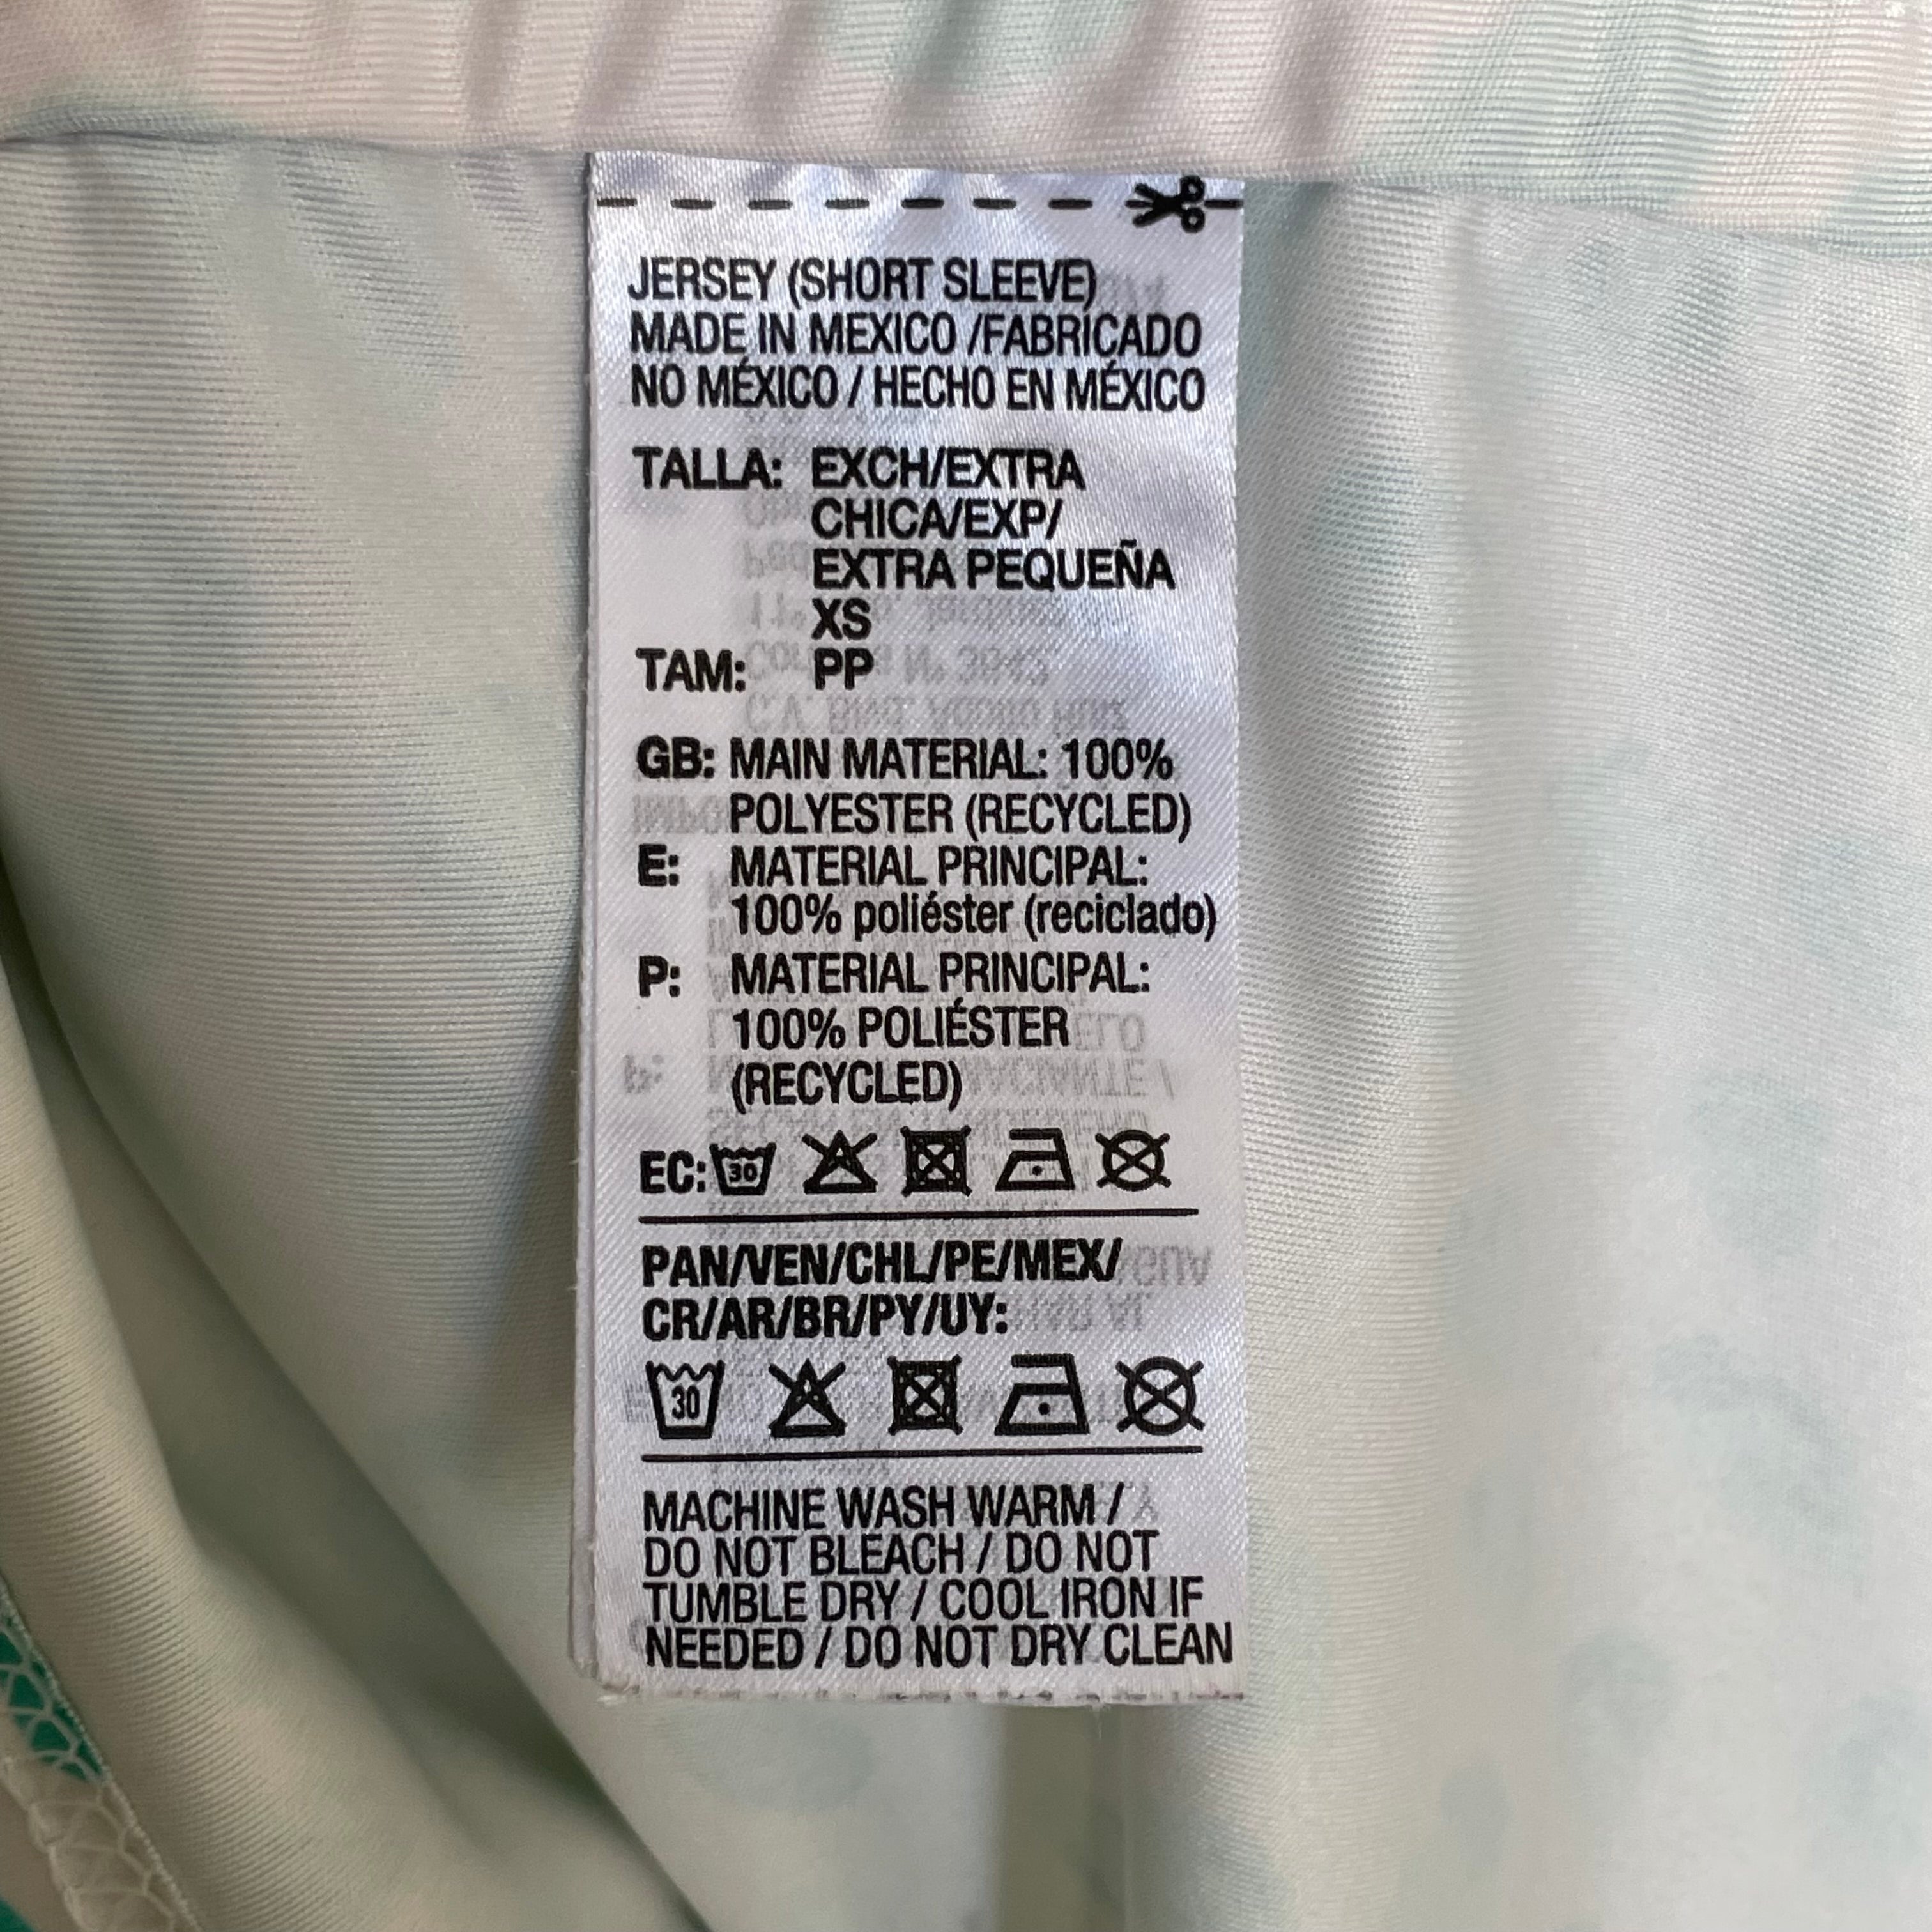 JERSEY (SHORT SLEEVE)
MADE IN MEXICO /FABRICADO
NO MÉXICO / HECHO EN MÉXICO
TALLA: EXCH/EXTRA
CHICA/EXP/
EXTRA PEQUEÑA
XS
TAM: PP
GB: MAIN MATERIAL: 100%
POLYESTER (RECYCLED)
E: MATERIAL PRINCIPAL:
100% poliéster (reciclado)
P: MATERIAL PRINCIPAL:
100% POLIÉSTER
(RECYCLED)
EC: 30
PAN/VEN/CHL/PE/MEX/
CR/AR/BR/PY/UY:
30
MACHINE WASH WARM /
DO NOT BLEACH / DO NOT
TUMBLE DRY / COOL IRON IF
NEEDED / DO NOT DRY CLEAN